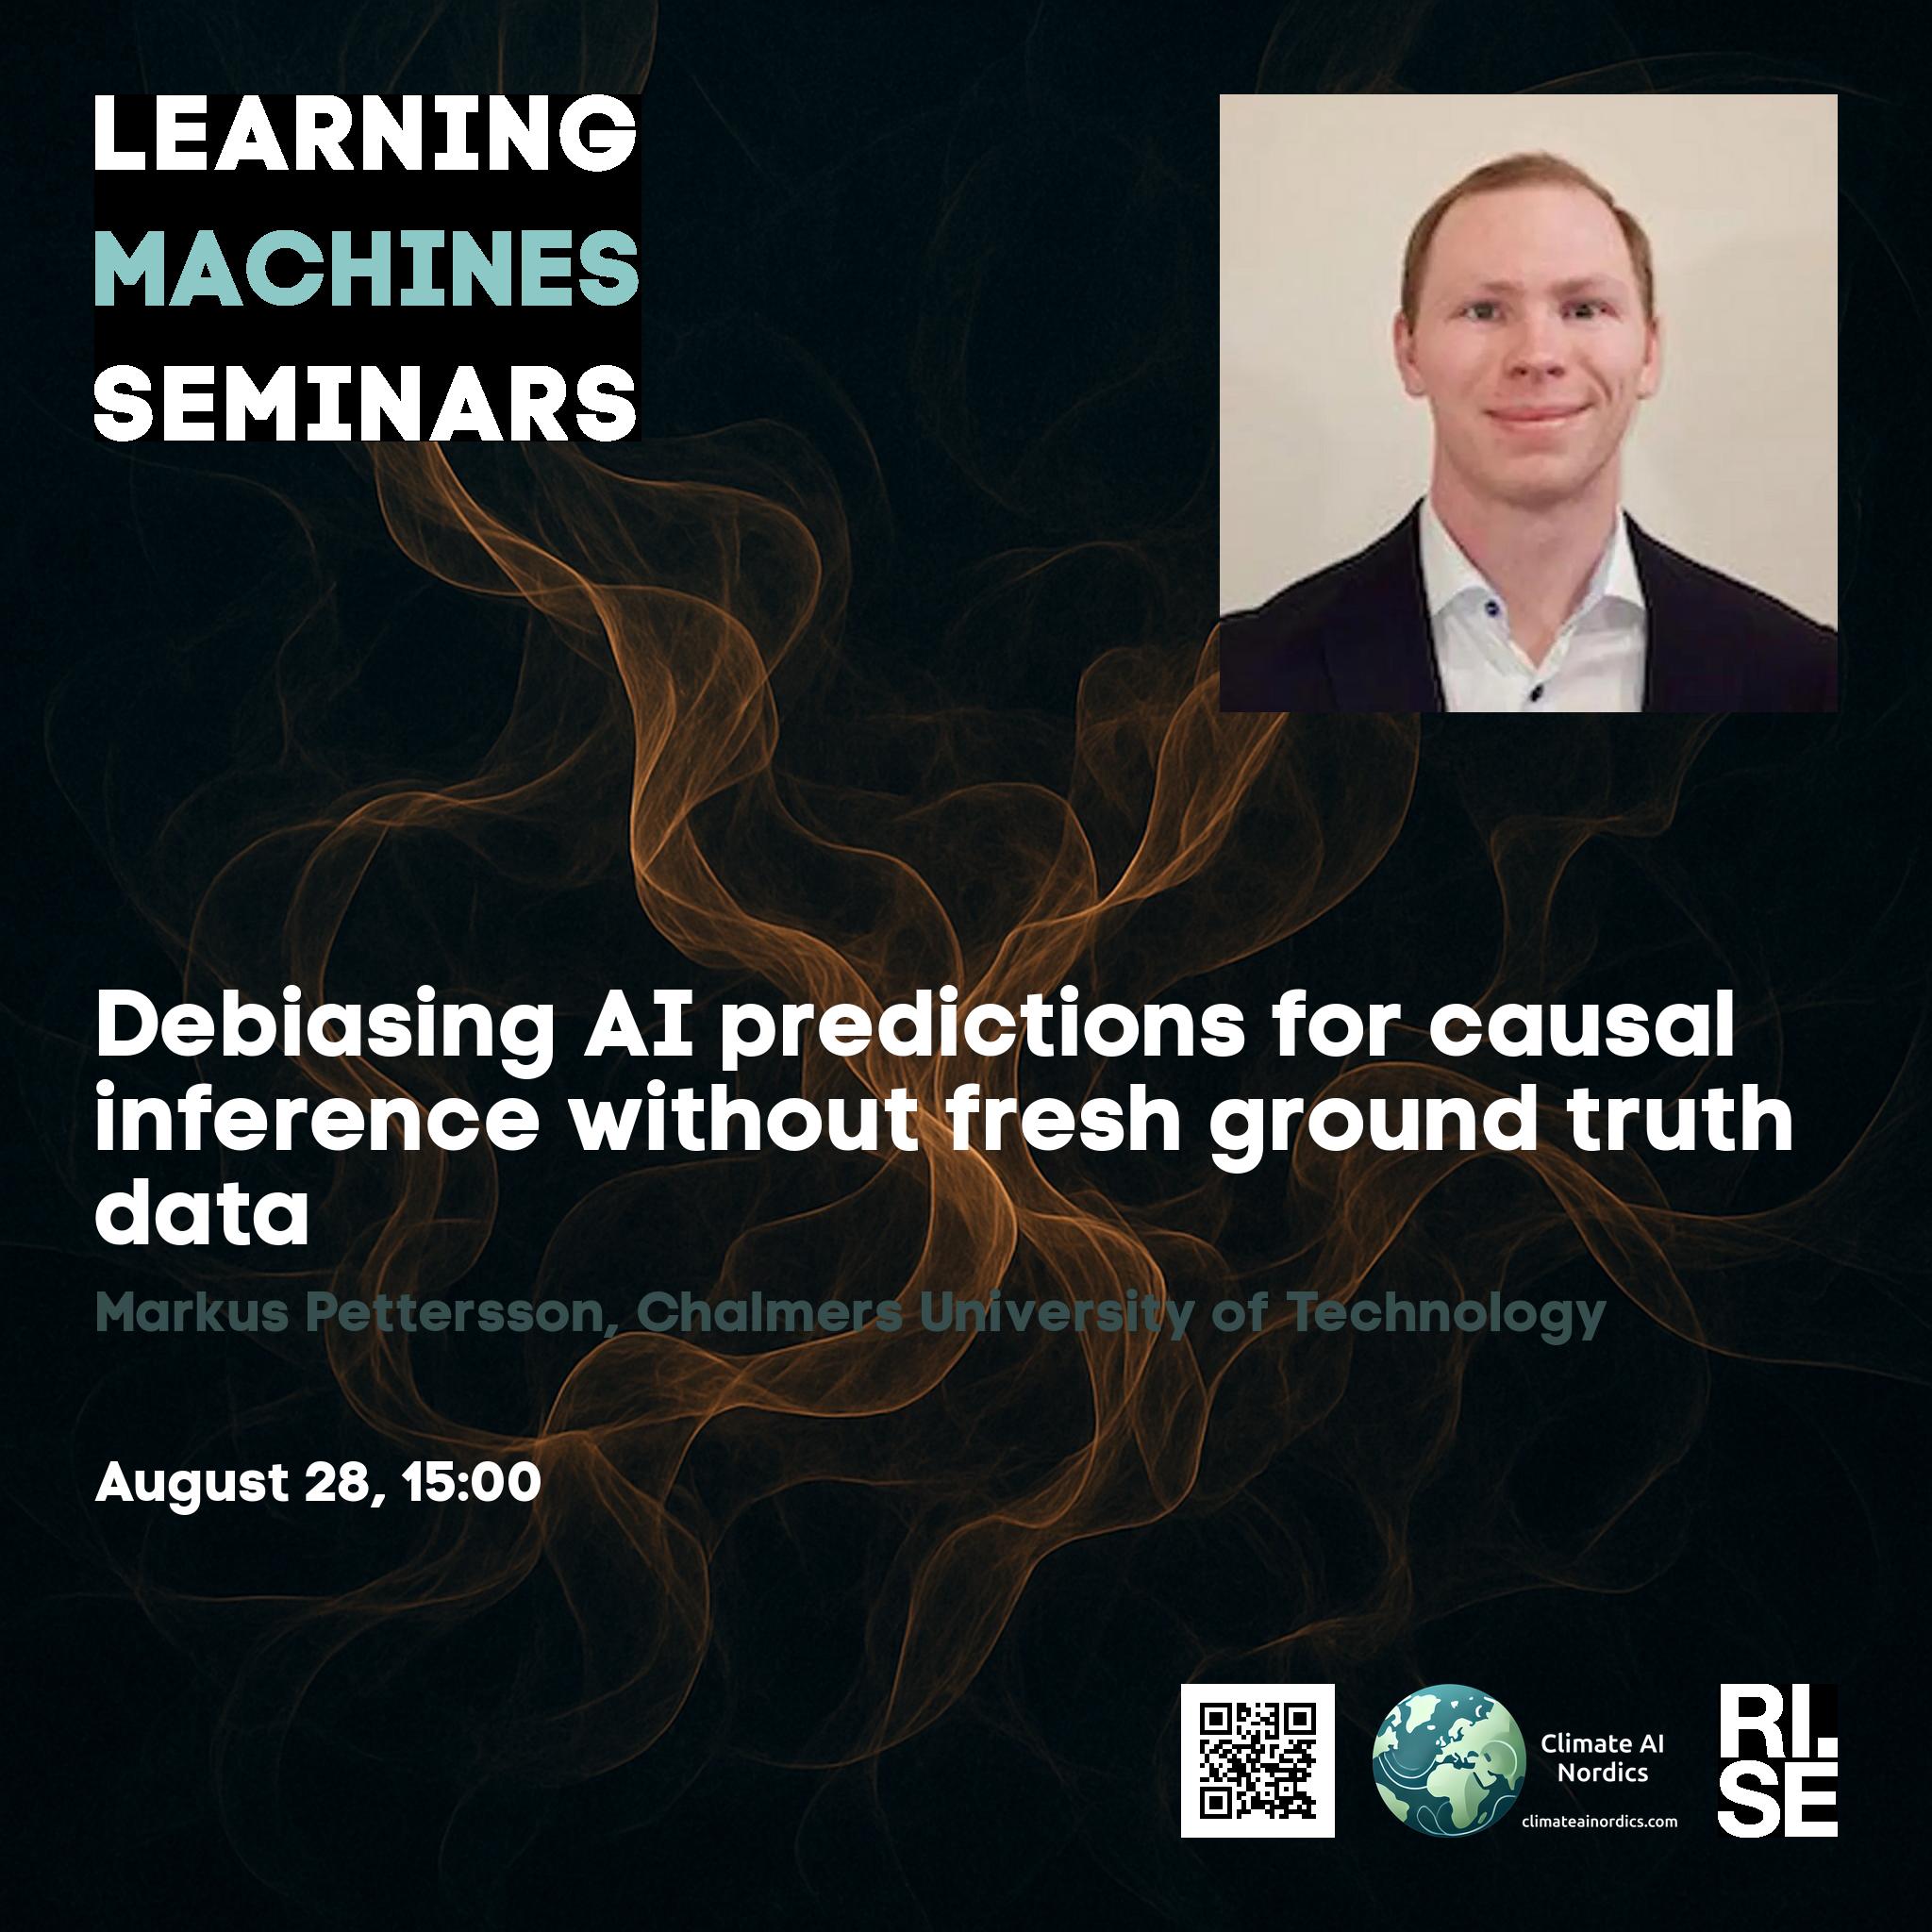 LEARNING
MACHINES
SEMINARS
Debiasing AI predictions for causal
inference without fresh ground truth
data
Markus Pettersson, Chalmers University of Technology
August 28, 15:00
Climate AI
Nordics
climateainordics.com
RI.
SE